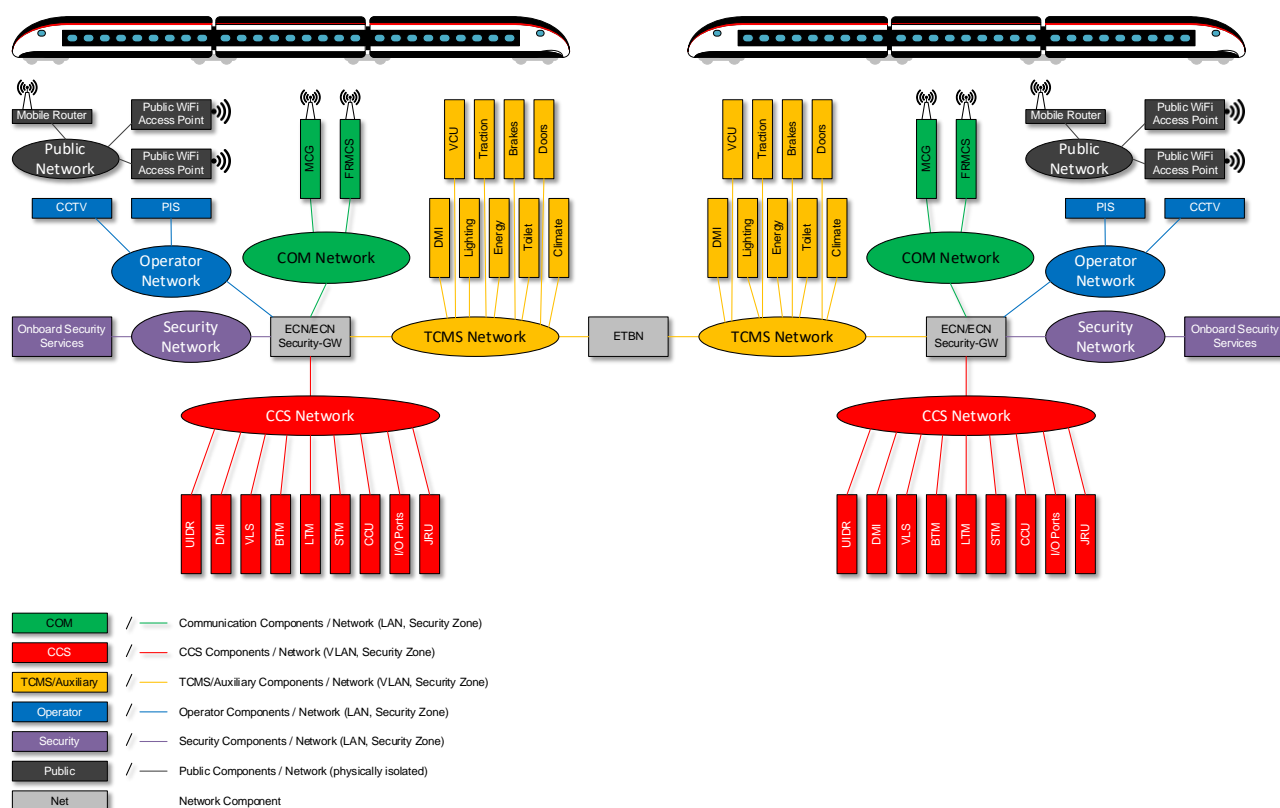 Mobile Router
Public WiFi
Access Point
Public WiFi
Access Point
Public
Network
CCTV
PIS
Operator
Network
MCG
FRMCS
COM Network
VCU
Traction
Brakes
Doors
DMI
Lighting
Energy
Toilet
Climate
Onboard Security
Services
Security
Network
ECN/ECN
Security-GW
TCMS Network
ETBN
CCS Network
UIDR
DMI
VLS
BTM
LTM
STM
CCU
I/O Ports
JRU
VCU
Traction
Brakes
Doors
DMI
Lighting
Energy
Toilet
Climate
MCG
FRMCS
COM Network
Mobile Router
Public WiFi
Access Point
Public WiFi
Access Point
Public
Network
PIS
CCTV
Operator
Network
TCMS Network
ECN/ECN
Security-GW
Security
Network
Onboard Security
Services
CCS Network
UIDR
DMI
VLS
BTM
LTM
STM
CCU
I/O Ports
JRU
COM / Communication Components / Network (LAN, Security Zone)
CCS / CCS Components / Network (VLAN, Security Zone)
TCMS/Auxiliary / TCMS/Auxiliary Components / Network (VLAN, Security Zone)
Operator / Operator Components / Network (LAN, Security Zone)
Security / Security Components / Network (LAN, Security Zone)
Public / Public Components / Network (physically isolated)
Net Network Component